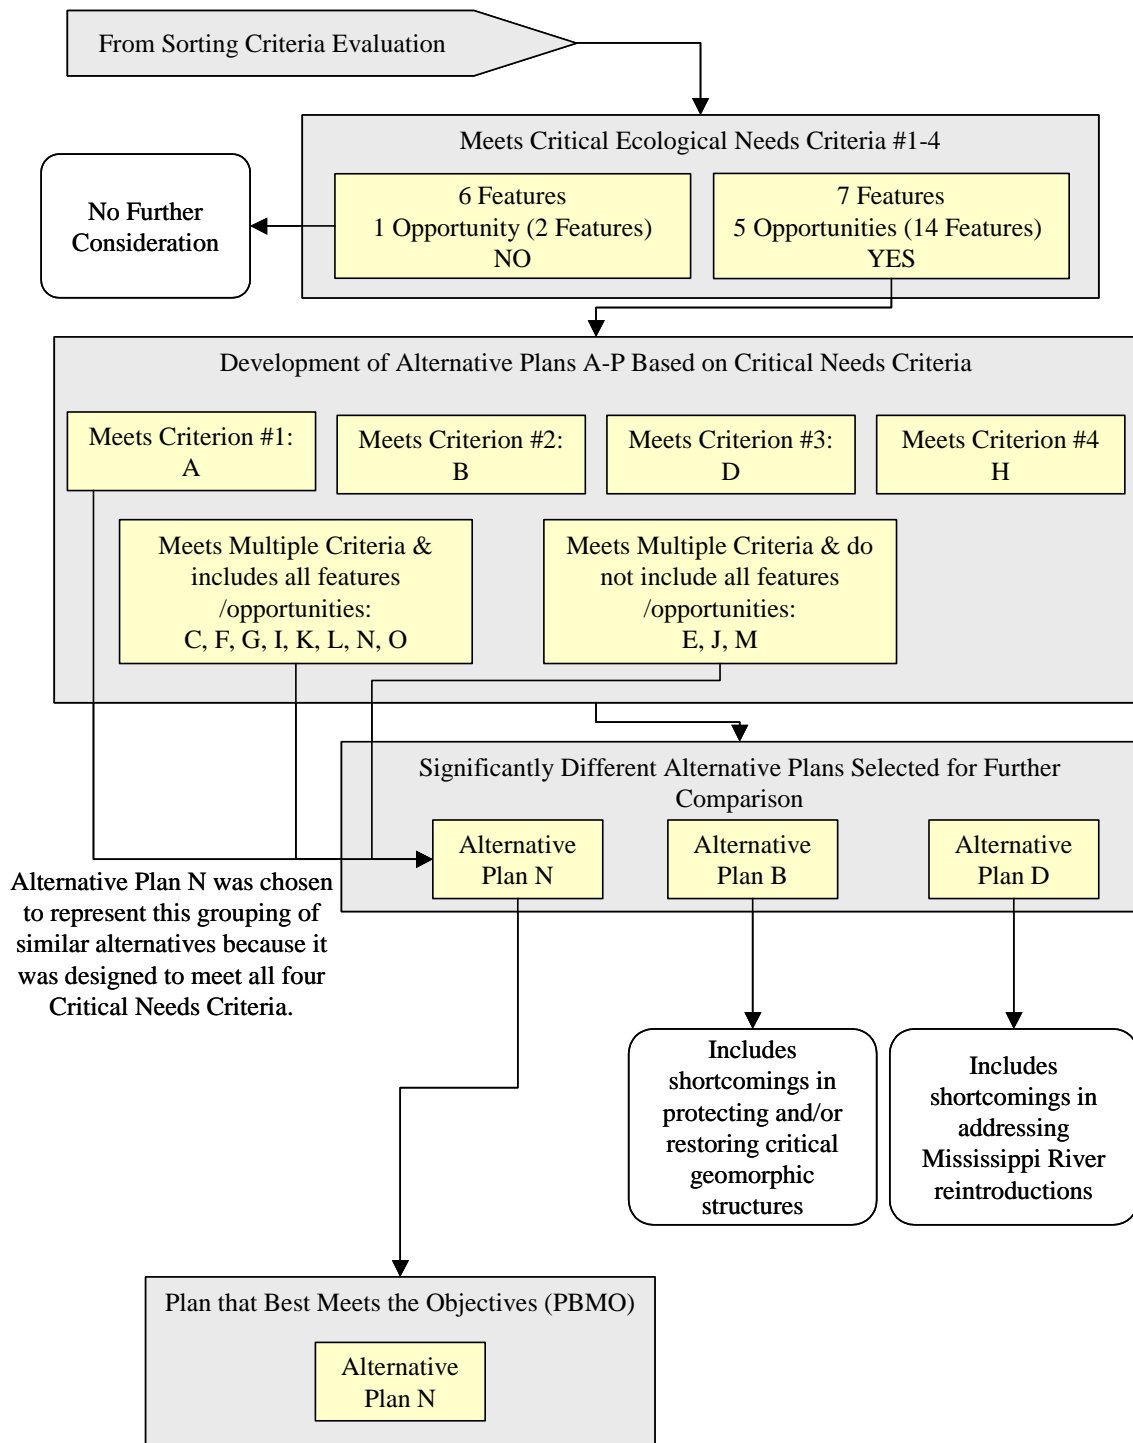 From Sorting Criteria Evaluation
Meets Critical Ecological Needs Criteria #1-4
No Further
Consideration
6 Features
1 Opportunity (2 Features)
NO
7 Features
5 Opportunities (14 Features)
YES
Development of Alternative Plans A-P Based on Critical Needs Criteria
Meets Criterion #1:
A
Meets Criterion #2:
B
Meets Criterion #3:
D
Meets Criterion #4
H
Meets Multiple Criteria &
includes all features
/opportunities:
C, F, G, I, K, L, N, O
Meets Multiple Criteria & do
not include all features
/opportunities:
E, J, M
Significantly Different Alternative Plans Selected for Further
Comparison
Alternative
Plan N
Alternative
Plan B
Alternative
Plan D
Alternative Plan N was chosen
to represent this grouping of
similar alternatives because it
was designed to meet all four
Critical Needs Criteria.
Includes
shortcomings in
protecting and/or
restoring critical
geomorphic
structures
Includes
shortcomings in
addressing
Mississippi River
reintroductions
Plan that Best Meets the Objectives (PBMO)
Alternative
Plan N